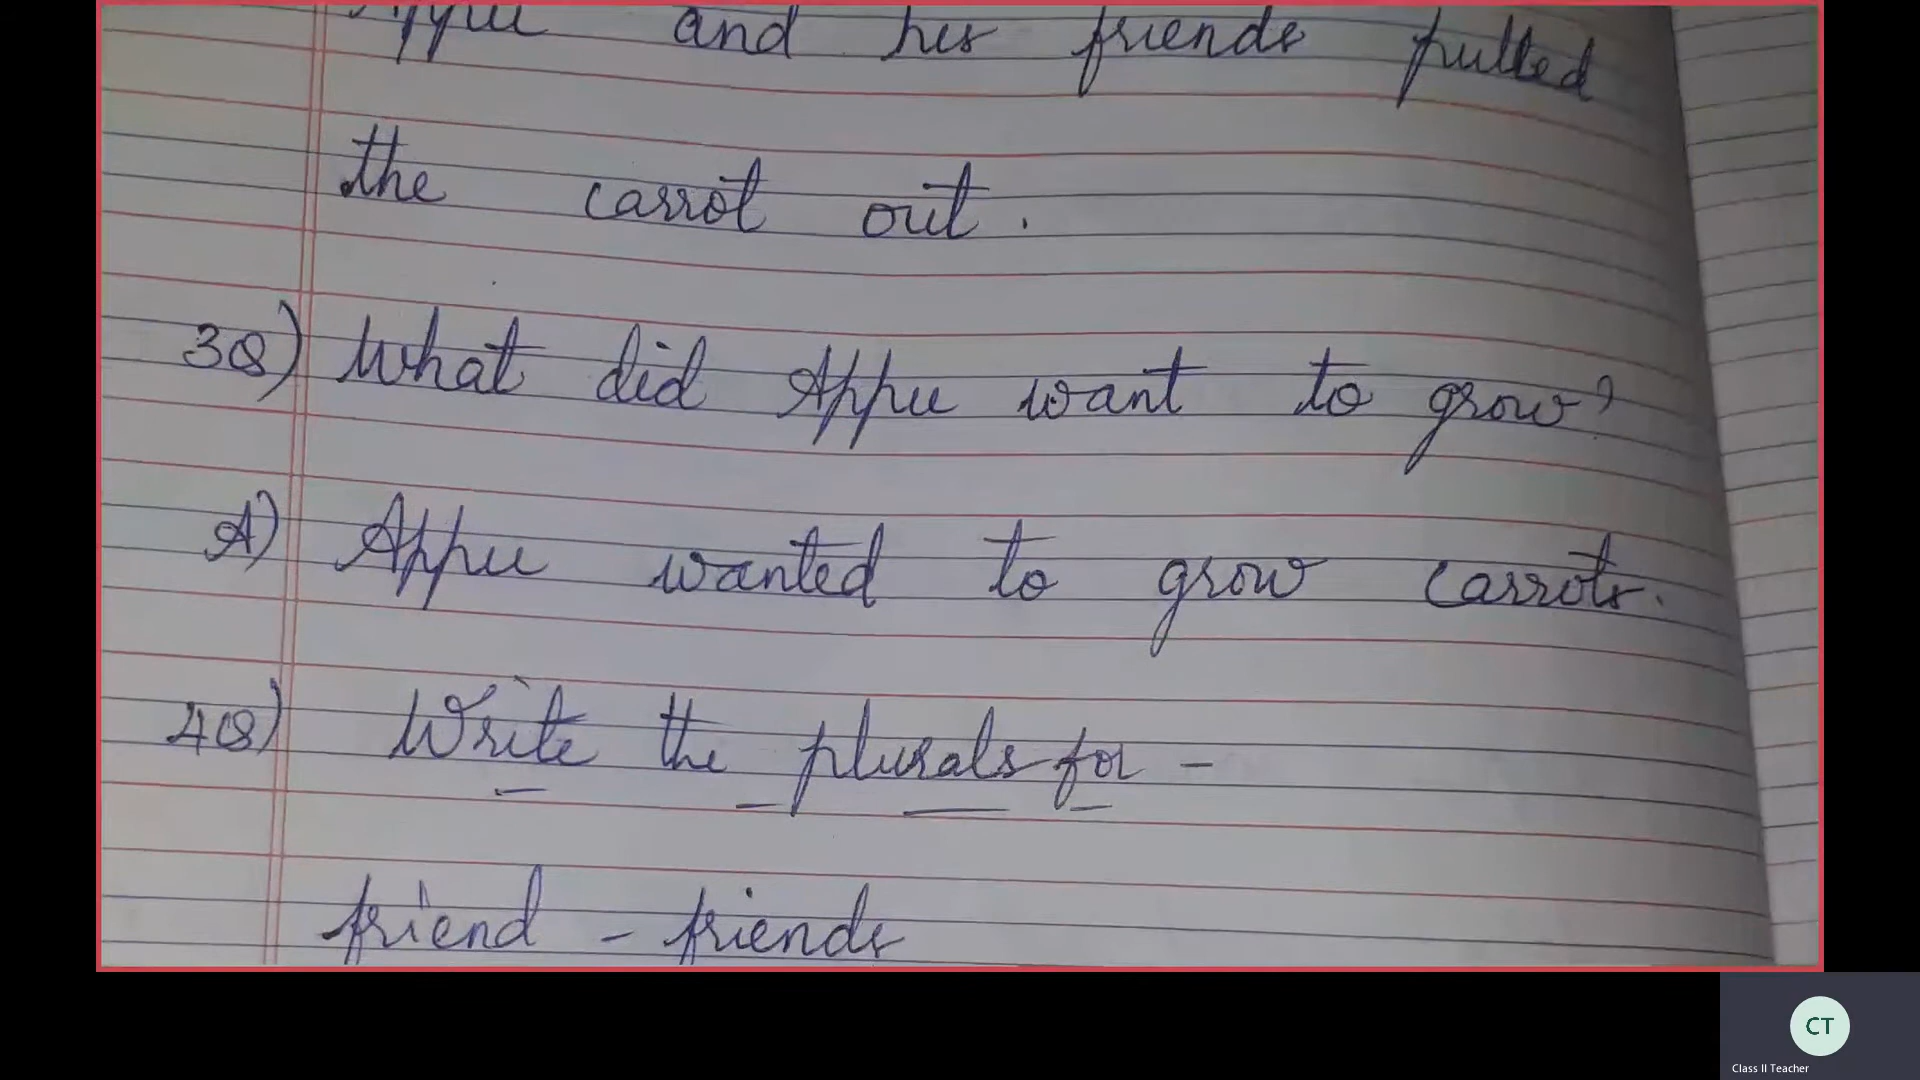 Appu and his friends pulled
the carrot out.
3Q) What did Appu want to grow?
A) Appu wanted to grow carrots.
4Q) Write the plurals for -
friend - friends
CT
Class II Teacher